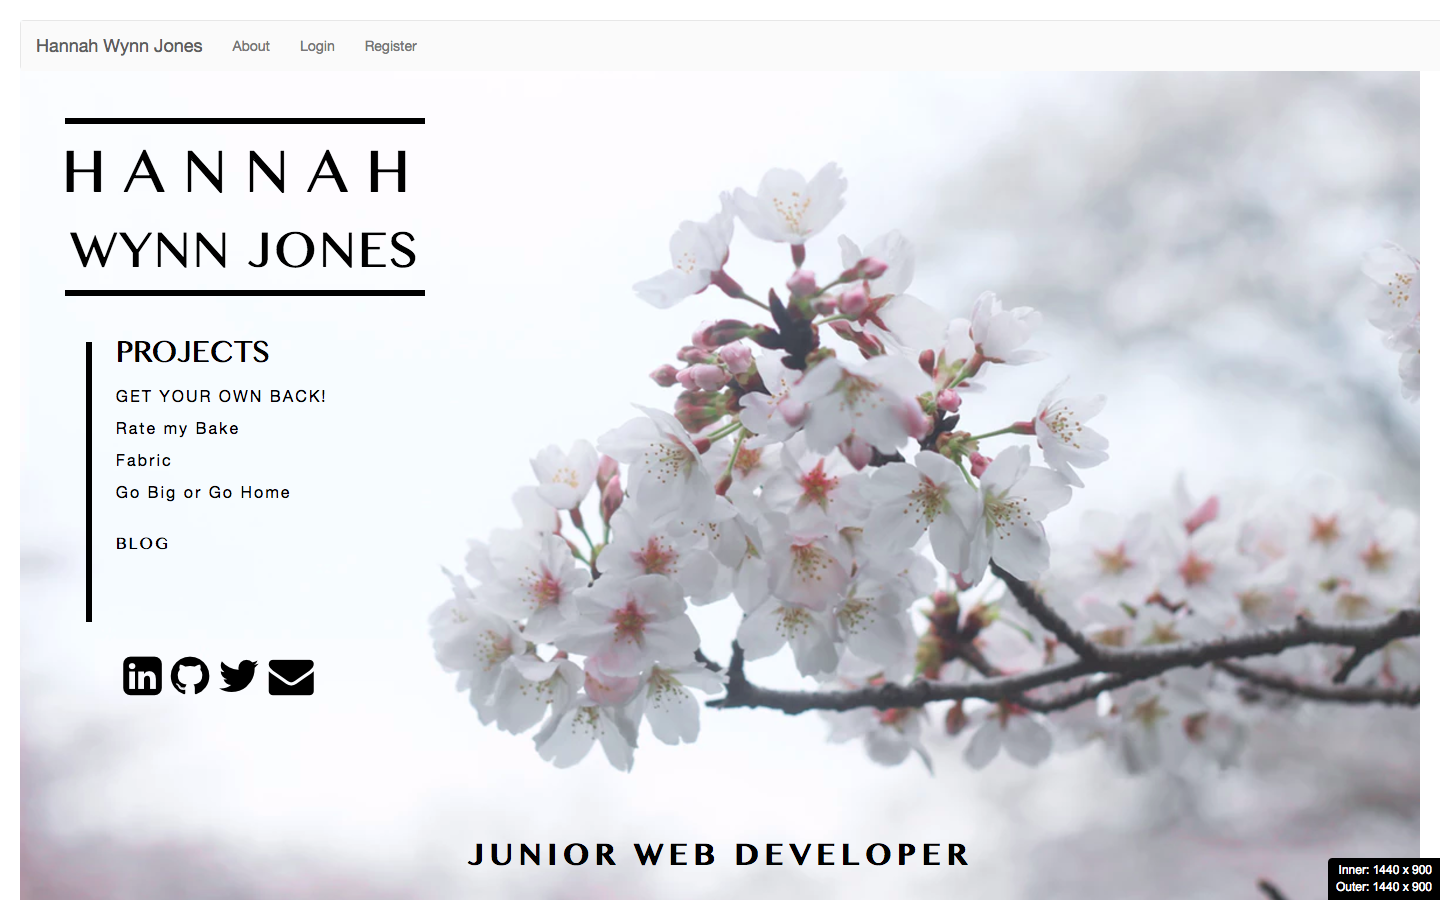 Hannah Wynn Jones About Login Register
HANNAH
WYNN JONES
PROJECTS
GET YOUR OWN BACK!
Rate my Bake
Fabric
Go Big or Go Home
BLOG
in
JUNIOR WEB DEVELOPER
Inner: 1440 x 900
Outer: 1440 x 900